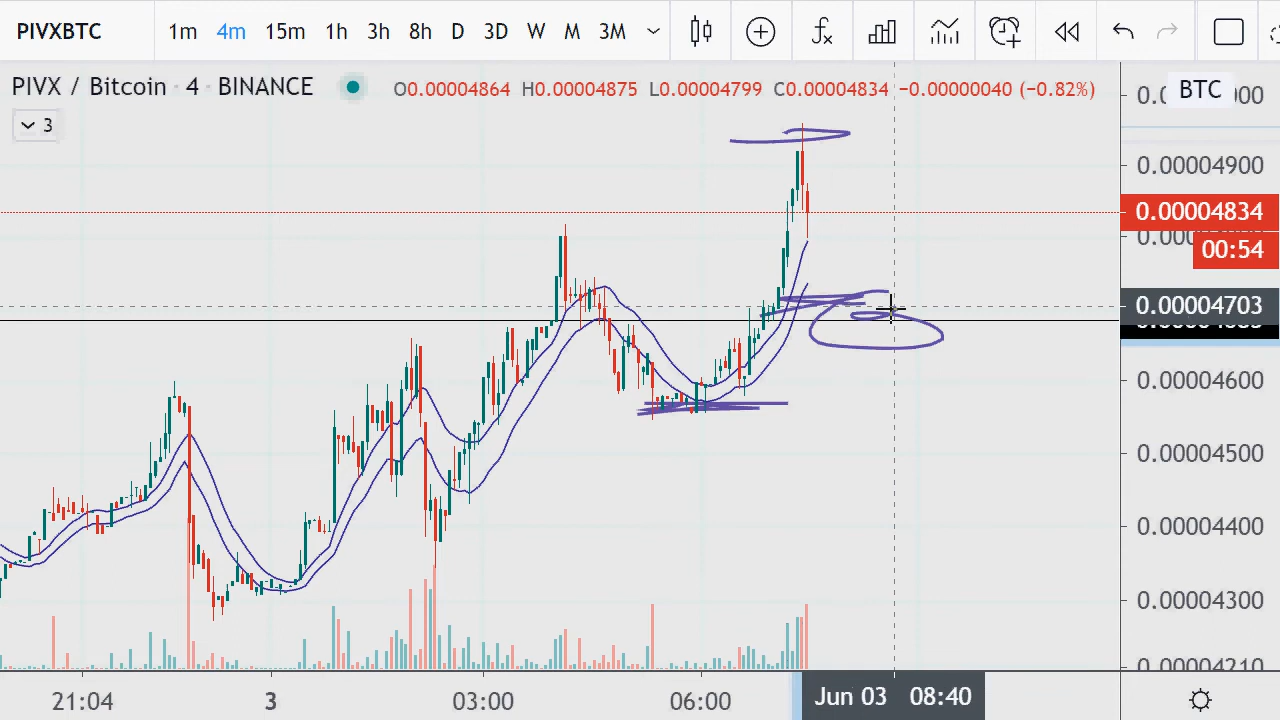 PIVXBTC 1m 4m 15m 1h 3h 8h D 3D W M 3M
PIVX / Bitcoin · 4 · BINANCE O0.00004864 H0.00004875 L0.00004799 C0.00004834 −0.00000040 (−0.82%)
BTC
3
0.00004900
0.00004834
00:54
0.00004703
0.00004600
0.00004500
0.00004400
0.00004300
0.00004210
21:04 3 03:00 06:00 Jun 03 08:40